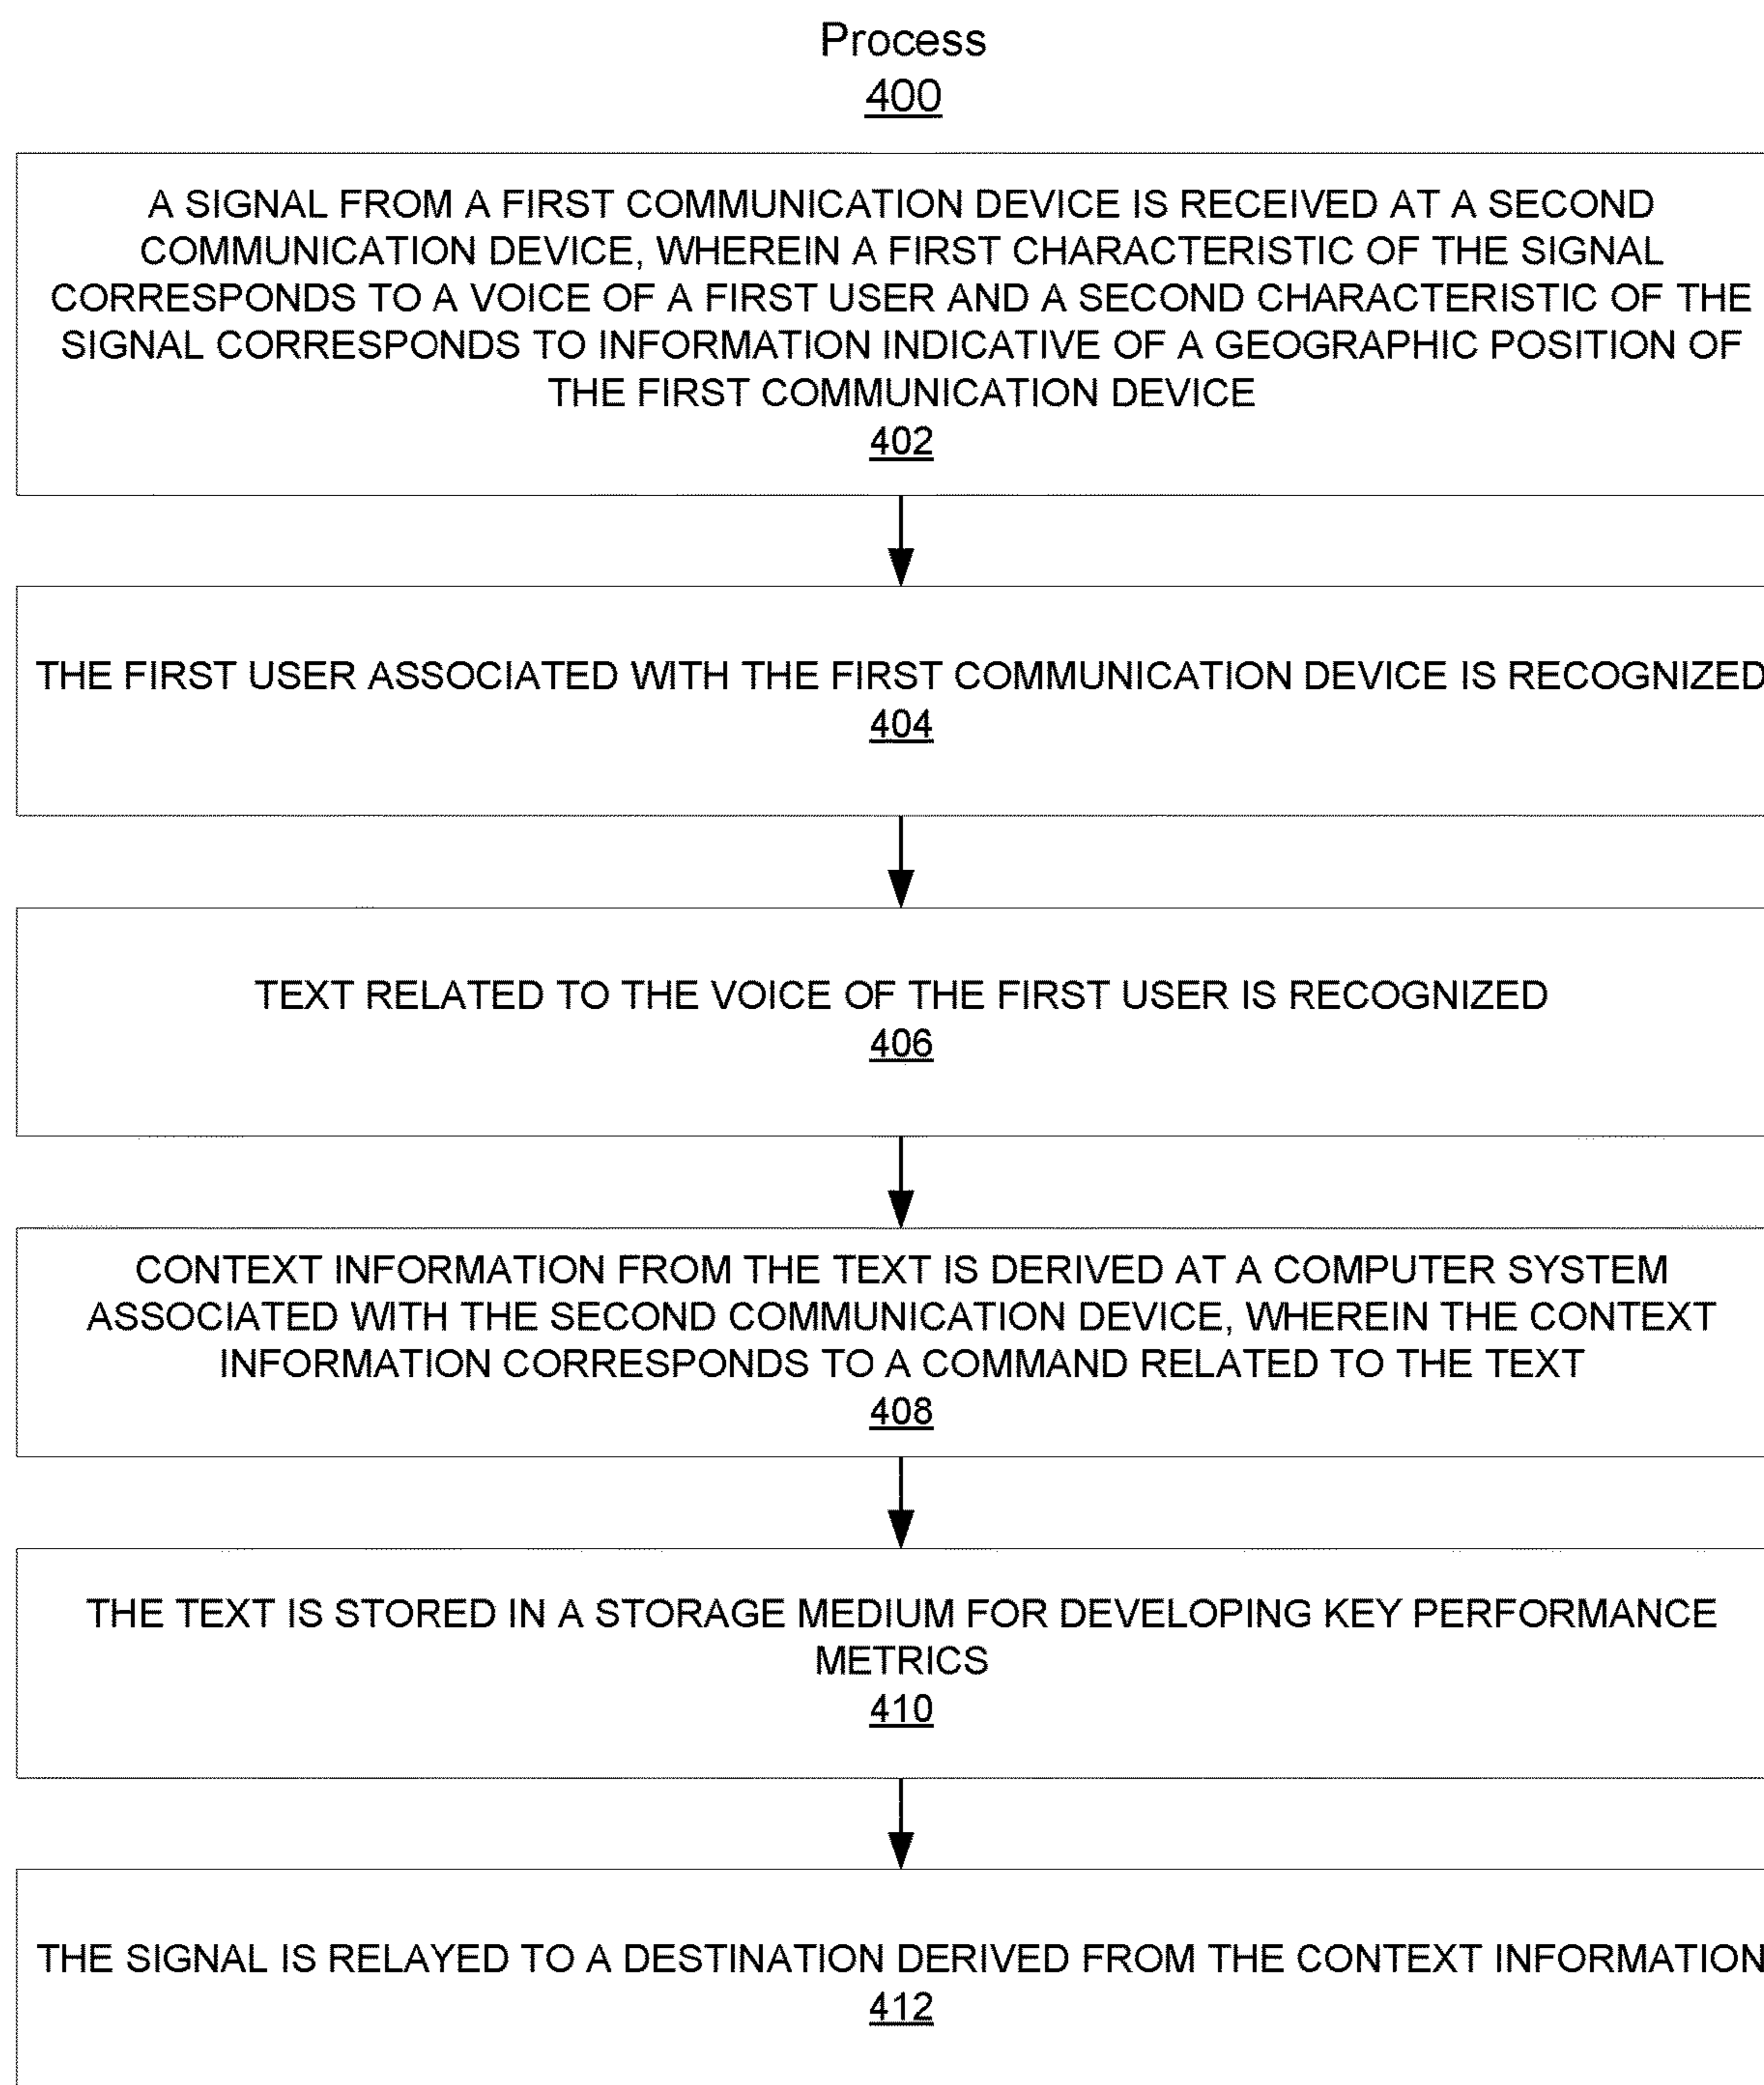 Process
400
A SIGNAL FROM A FIRST COMMUNICATION DEVICE IS RECEIVED AT A SECOND
COMMUNICATION DEVICE, WHEREIN A FIRST CHARACTERISTIC OF THE SIGNAL
CORRESPONDS TO A VOICE OF A FIRST USER AND A SECOND CHARACTERISTIC OF THE
SIGNAL CORRESPONDS TO INFORMATION INDICATIVE OF A GEOGRAPHIC POSITION OF
THE FIRST COMMUNICATION DEVICE
402
THE FIRST USER ASSOCIATED WITH THE FIRST COMMUNICATION DEVICE IS RECOGNIZED
404
TEXT RELATED TO THE VOICE OF THE FIRST USER IS RECOGNIZED
406
CONTEXT INFORMATION FROM THE TEXT IS DERIVED AT A COMPUTER SYSTEM
ASSOCIATED WITH THE SECOND COMMUNICATION DEVICE, WHEREIN THE CONTEXT
INFORMATION CORRESPONDS TO A COMMAND RELATED TO THE TEXT
408
THE TEXT IS STORED IN A STORAGE MEDIUM FOR DEVELOPING KEY PERFORMANCE
METRICS
410
THE SIGNAL IS RELAYED TO A DESTINATION DERIVED FROM THE CONTEXT INFORMATION
412